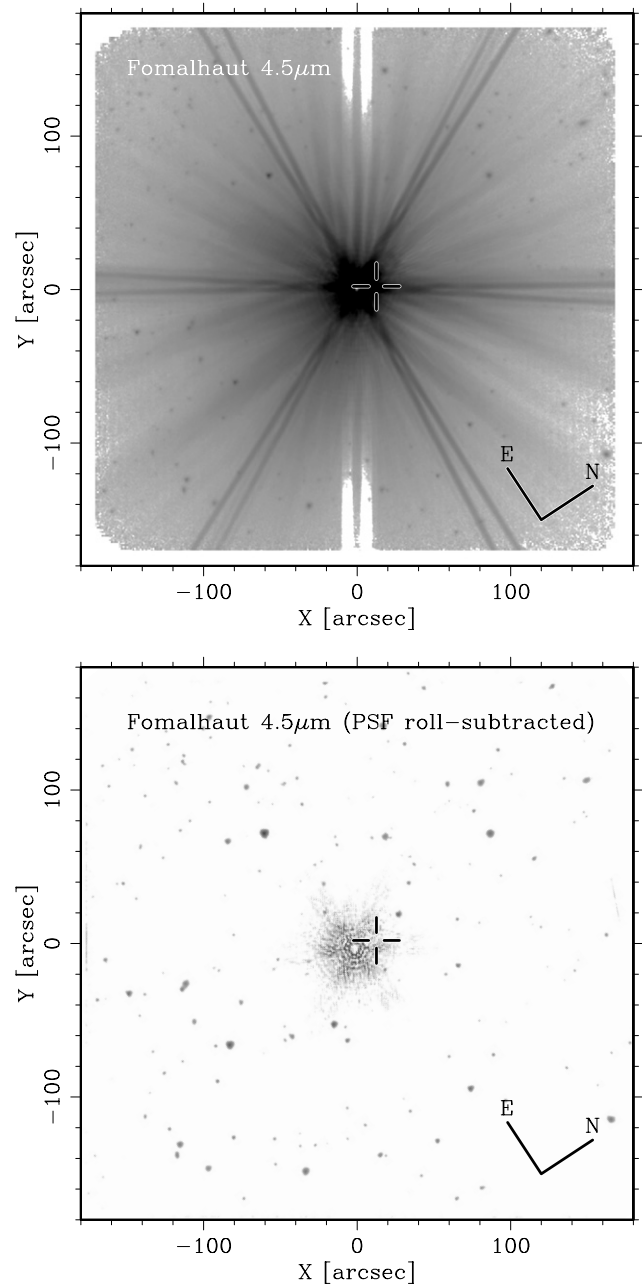 Fomalhaut 4.5μm
100
0
−100
Y [arcsec]
E
N
−100 0 100
X [arcsec]
Fomalhaut 4.5μm (PSF roll−subtracted)
100
0
−100
Y [arcsec]
E
N
−100 0 100
X [arcsec]